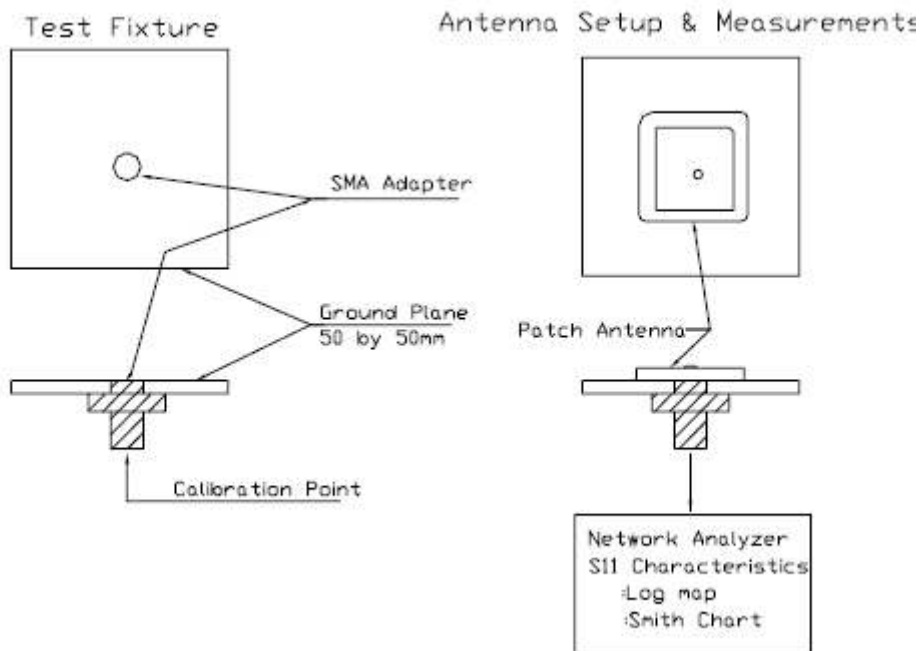 Test Fixture
Antenna Setup & Measurements
SMA Adapter
Ground Plane
50 by 50mm
Patch Antenna
Calibration Point
Network Analyzer
S11 Characteristics
:Log map
:Smith Chart